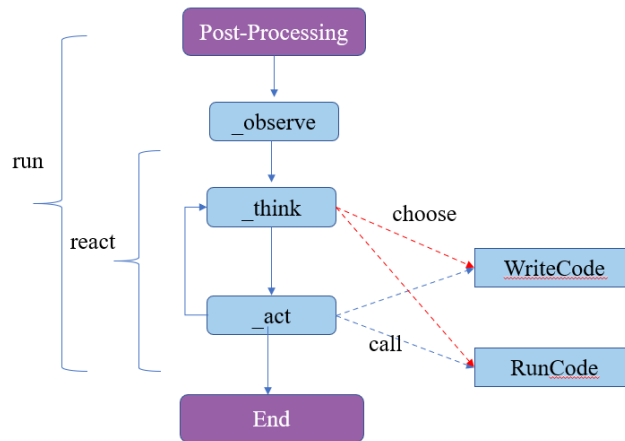 Post-Processing
_observe
run
_think
choose
react
WriteCode
_act
call
RunCode
End